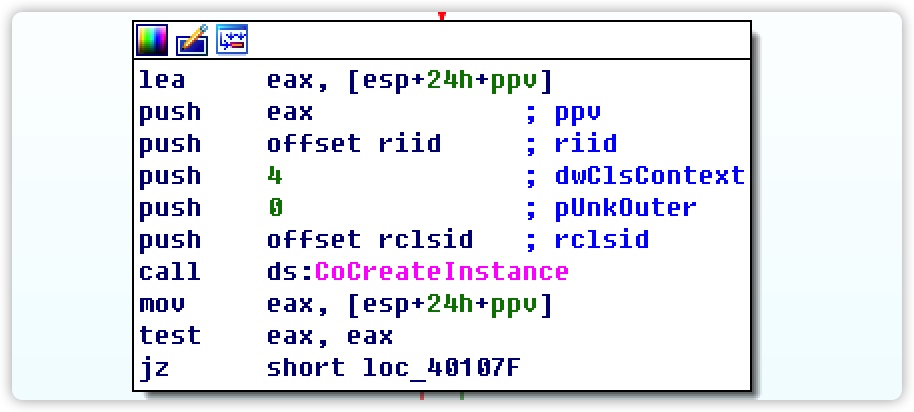 lea eax, [esp+24h+ppv]
push eax ; ppv
push offset riid ; riid
push 4 ; dwClsContext
push 0 ; pUnkOuter
push offset rclsid ; rclsid
call ds:CoCreateInstance
mov eax, [esp+24h+ppv]
test eax, eax
jz short loc_40107F